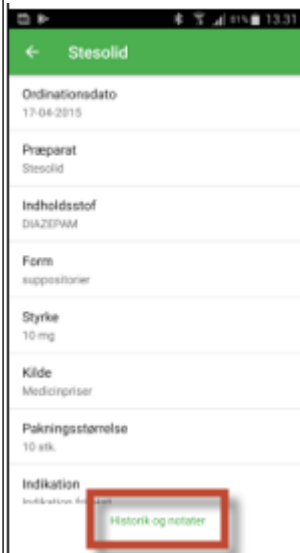 81% 13.31
Stesolid
Ordinationsdato
17-04-2015
Præparat
Stesolid
Indholdsstof
DIAZEPAM
Form
suppositorier
Styrke
10 mg
Kilde
Medicinpriser
Pakningsstørrelse
10 stk.
Indikation
Historik og notater